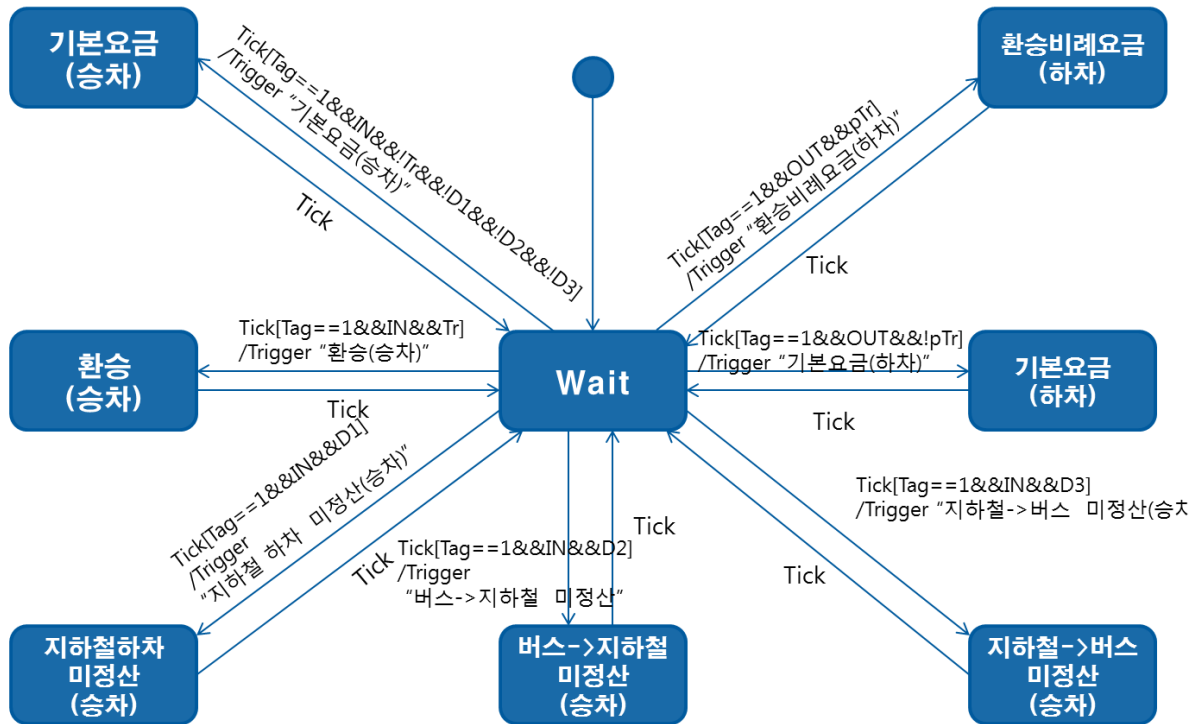 기본요금
(승차)
Tick[Tag==1&&IN&&!Tr&&!D1&&!D2&&!D3]
/Trigger “기본요금(승차)”
Tick
환승비례요금
(하차)
Tick[Tag==1&&OUT&&pTr]
/Trigger “환승비례요금(하차)”
Tick
환승
(승차)
Tick[Tag==1&&IN&&Tr]
/Trigger “환승(승차)”
Tick
Wait
Tick[Tag==1&&OUT&&!pTr]
/Trigger “기본요금(하차)”
Tick
기본요금
(하차)
Tick[Tag==1&&IN&&D1]
/Trigger
“지하철 하차 미정산(승차)”
Tick
Tick[Tag==1&&IN&&D2]
/Trigger
“버스->지하철 미정산”
Tick
Tick[Tag==1&&IN&&D3]
/Trigger “지하철->버스 미정산(승차
Tick
지하철하차
미정산
(승차)
버스->지하철
미정산
(승차)
지하철->버스
미정산
(승차)